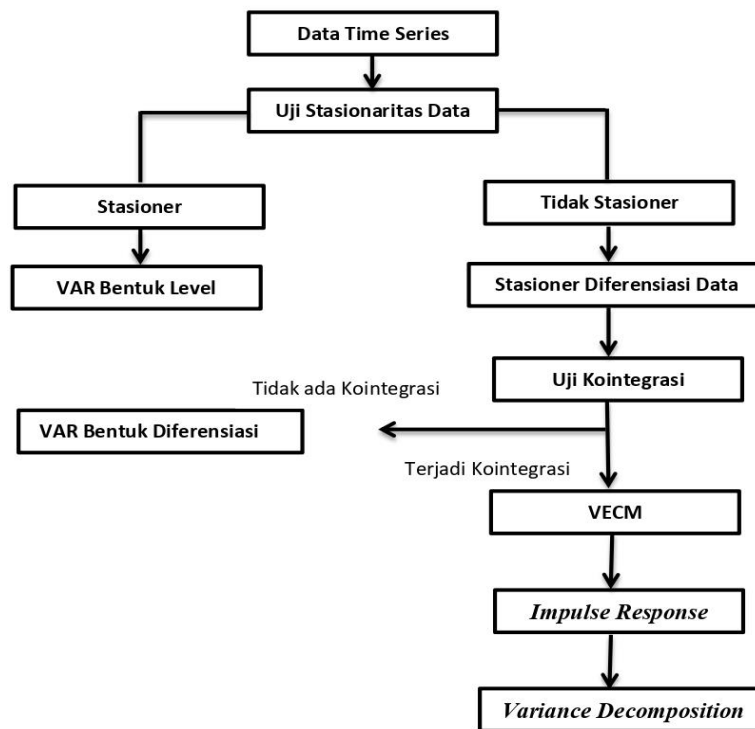 Data Time Series
Uji Stasionaritas Data
Stasioner
Tidak Stasioner
VAR Bentuk Level
Stasioner Diferensiasi Data
Uji Kointegrasi
Tidak ada Kointegrasi
VAR Bentuk Diferensiasi
Terjadi Kointegrasi
VECM
Impulse Response
Variance Decomposition